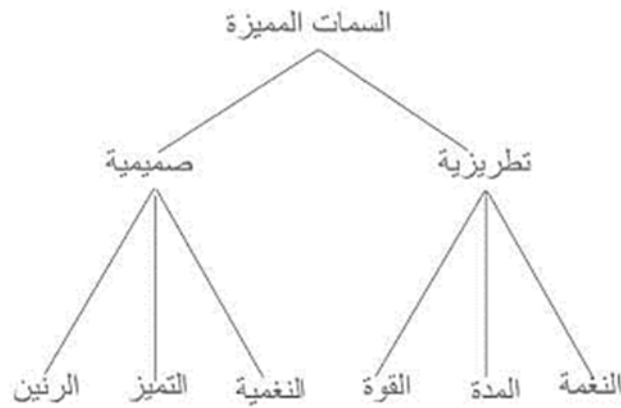 السمات المميزة
تطريزية صميمية
النغمة المدة القوة النغمية التميز الرنين